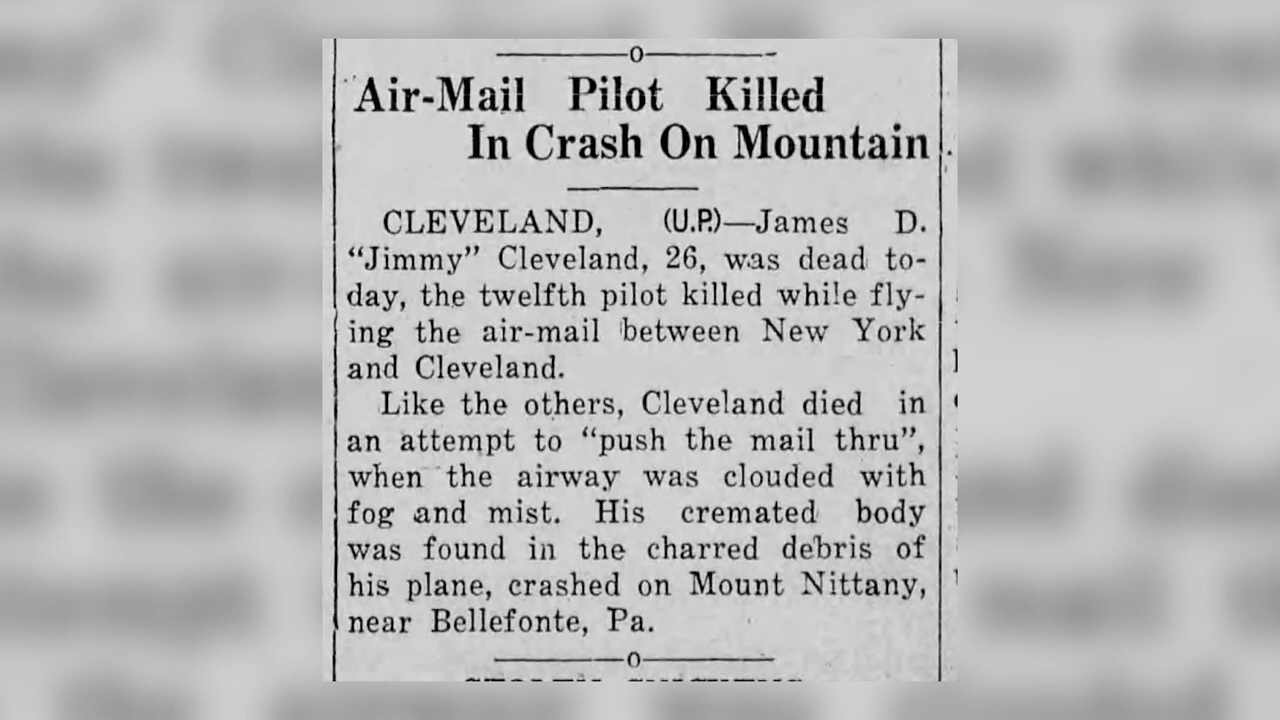 Air-Mail Pilot Killed
In Crash On Mountain
CLEVELAND, (U.P.)—James D.
“Jimmy” Cleveland, 26, was dead to-
day, the twelfth pilot killed while fly-
ing the air-mail between New York
and Cleveland.
Like the others, Cleveland died in
an attempt to “push the mail thru”,
when the airway was clouded with
fog and mist. His cremated body
was found in the charred debris of
his plane, crashed on Mount Nittany,
near Bellefonte, Pa.